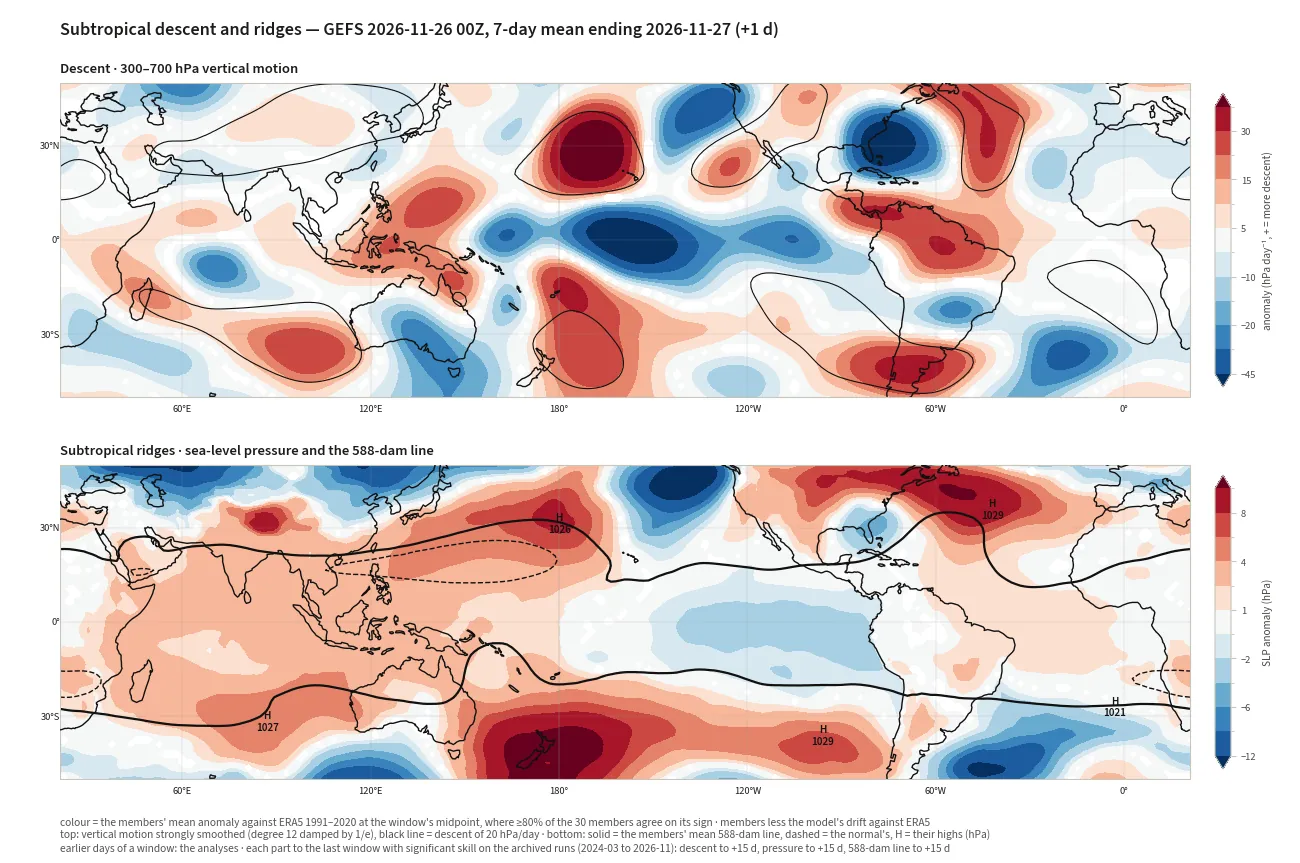 Subtropical descent and ridges — GEFS 2026-11-26 00Z, 7-day mean ending 2026-11-27 (+1 d)
Descent · 300–700 hPa vertical motion
30°N
0°
30°S
60°E
120°E
180°
120°W
60°W
0°
30
15
5
−10
−20
−45
anomaly (hPa day⁻¹, + = more descent)
Subtropical ridges · sea-level pressure and the 588-dam line
30°N
0°
30°S
H
1026
H
1029
H
1027
H
1029
H
1021
60°E
120°E
180°
120°W
60°W
0°
8
4
1
−2
−6
−12
SLP anomaly (hPa)
colour = the members' mean anomaly against ERA5 1991–2020 at the window's midpoint, where ≥80% of the 30 members agree on its sign · members less the model's drift against ERA5
top: vertical motion strongly smoothed (degree 12 damped by 1/e), black line = descent of 20 hPa/day · bottom: solid = the members' mean 588-dam line, dashed = the normal's, H = their highs (hPa)
earlier days of a window: the analyses · each part to the last window with significant skill on the archived runs (2024-03 to 2026-11): descent to +15 d, pressure to +15 d, 588-dam line to +15 d